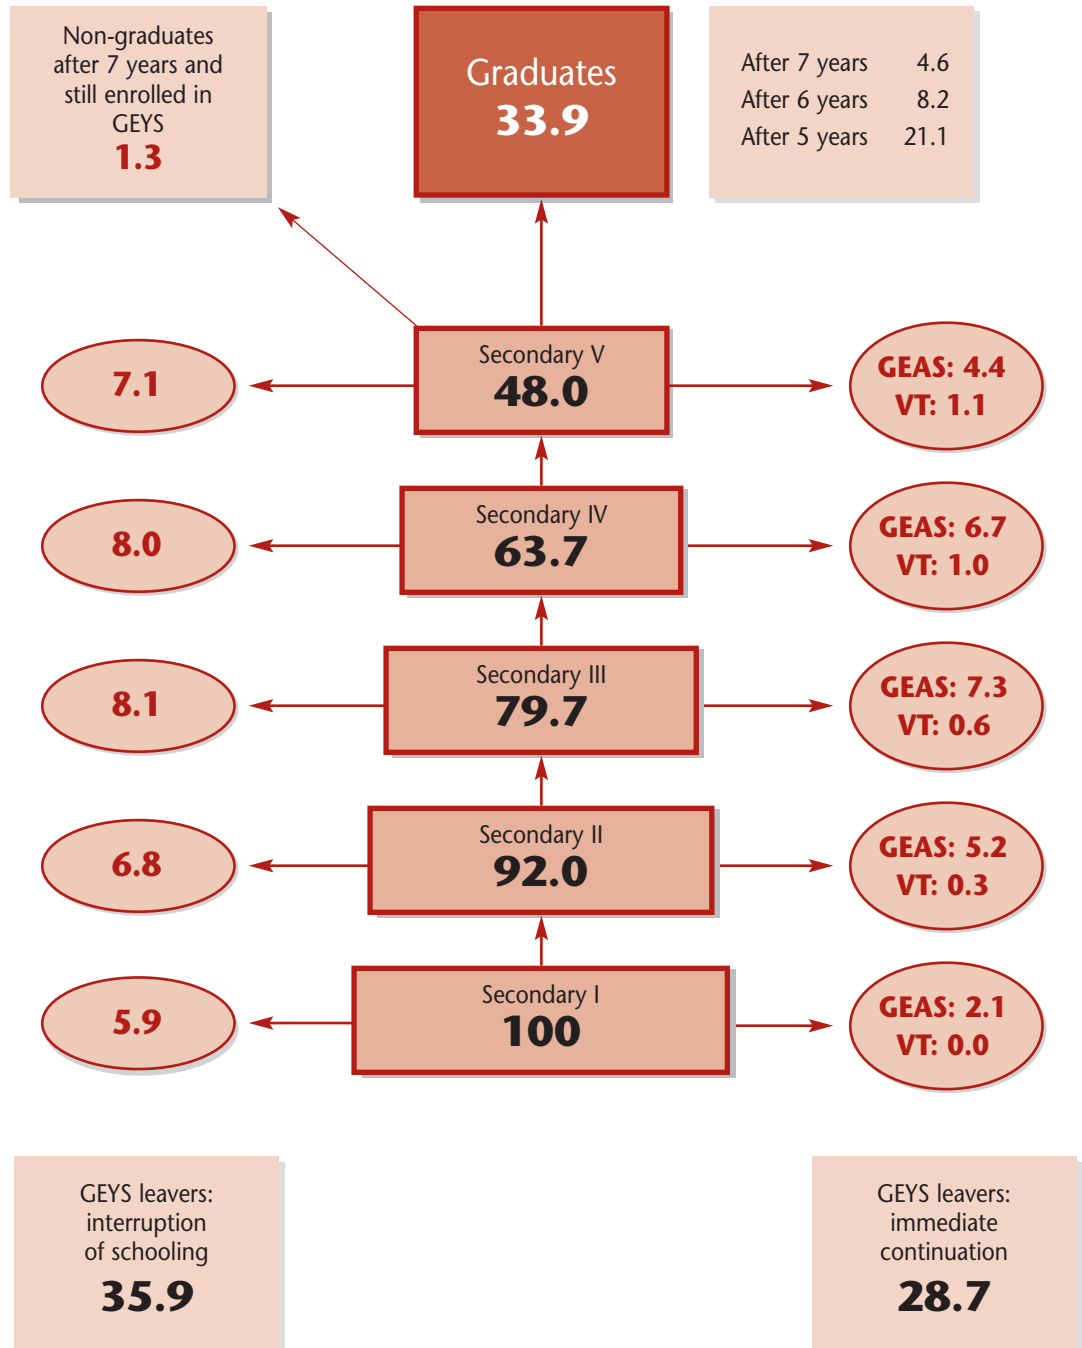 Non-graduates
after 7 years and
still enrolled in
GEYS
1.3
Graduates
33.9
After 7 years 4.6
After 6 years 8.2
After 5 years 21.1
7.1
Secondary V
48.0
GEAS: 4.4
VT: 1.1
8.0
Secondary IV
63.7
GEAS: 6.7
VT: 1.0
8.1
Secondary III
79.7
GEAS: 7.3
VT: 0.6
6.8
Secondary II
92.0
GEAS: 5.2
VT: 0.3
5.9
Secondary I
100
GEAS: 2.1
VT: 0.0
GEYS leavers:
interruption
of schooling
35.9
GEYS leavers:
immediate
continuation
28.7